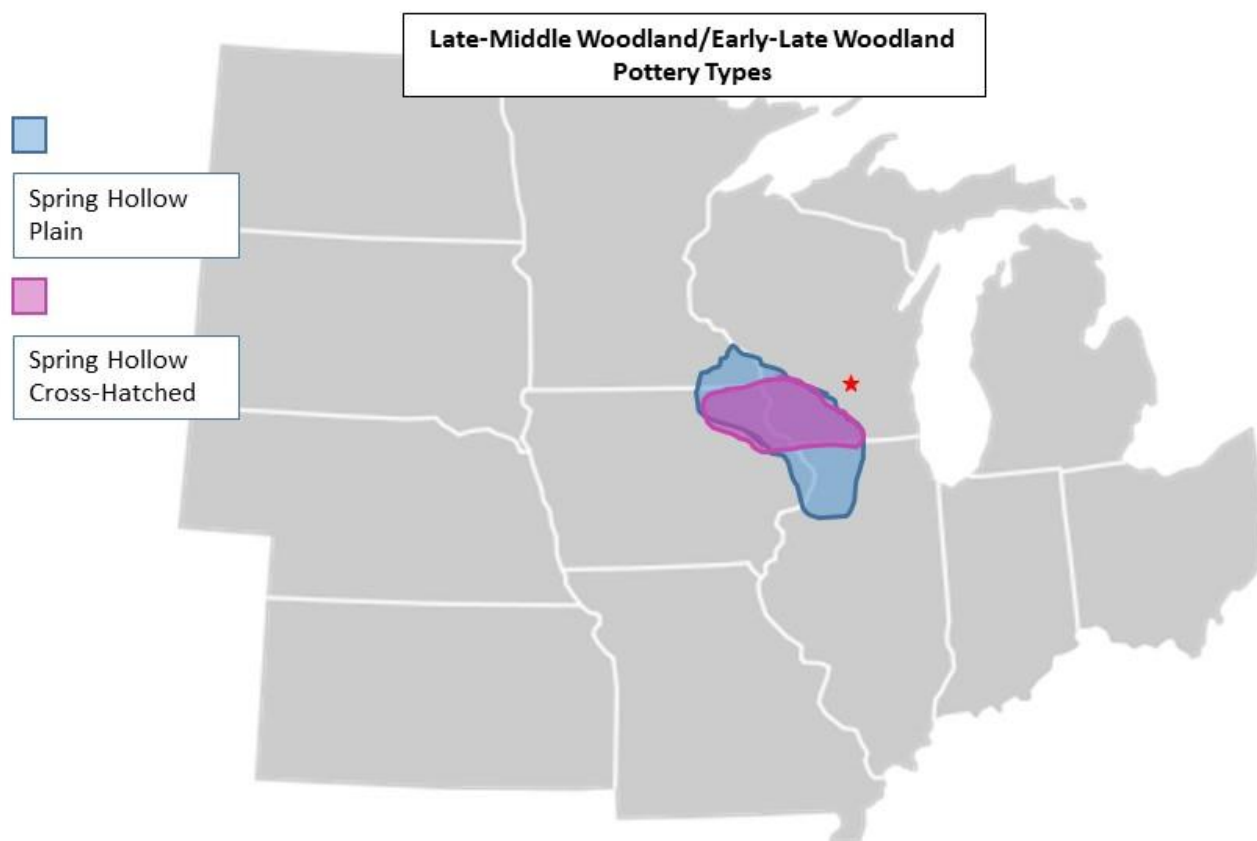 Late-Middle Woodland/Early-Late Woodland
Pottery Types
Spring Hollow
Plain
Spring Hollow
Cross-Hatched